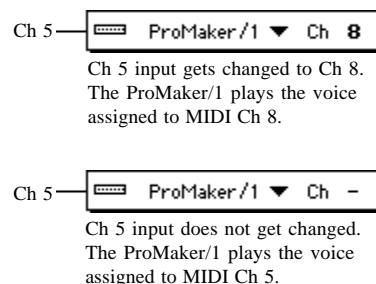 Ch 5 ProMaker/1 ▼ Ch 8
Ch 5 input gets changed to Ch 8.
The ProMaker/1 plays the voice
assigned to MIDI Ch 8.
Ch 5 ProMaker/1 ▼ Ch -
Ch 5 input does not get changed.
The ProMaker/1 plays the voice
assigned to MIDI Ch 5.